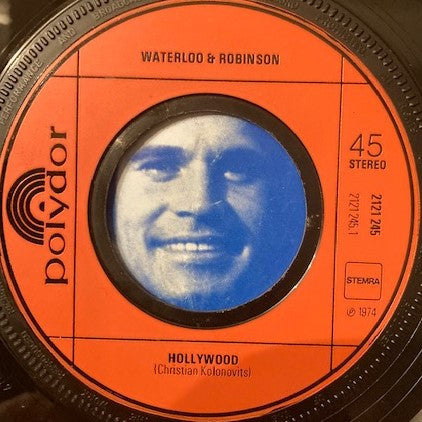 WATERLOO & ROBINSON
polydor
45
STEREO
2121 245
2121 245.1
STEMRA
℗ 1974
HOLLYWOOD
(Christian Kolonovits)